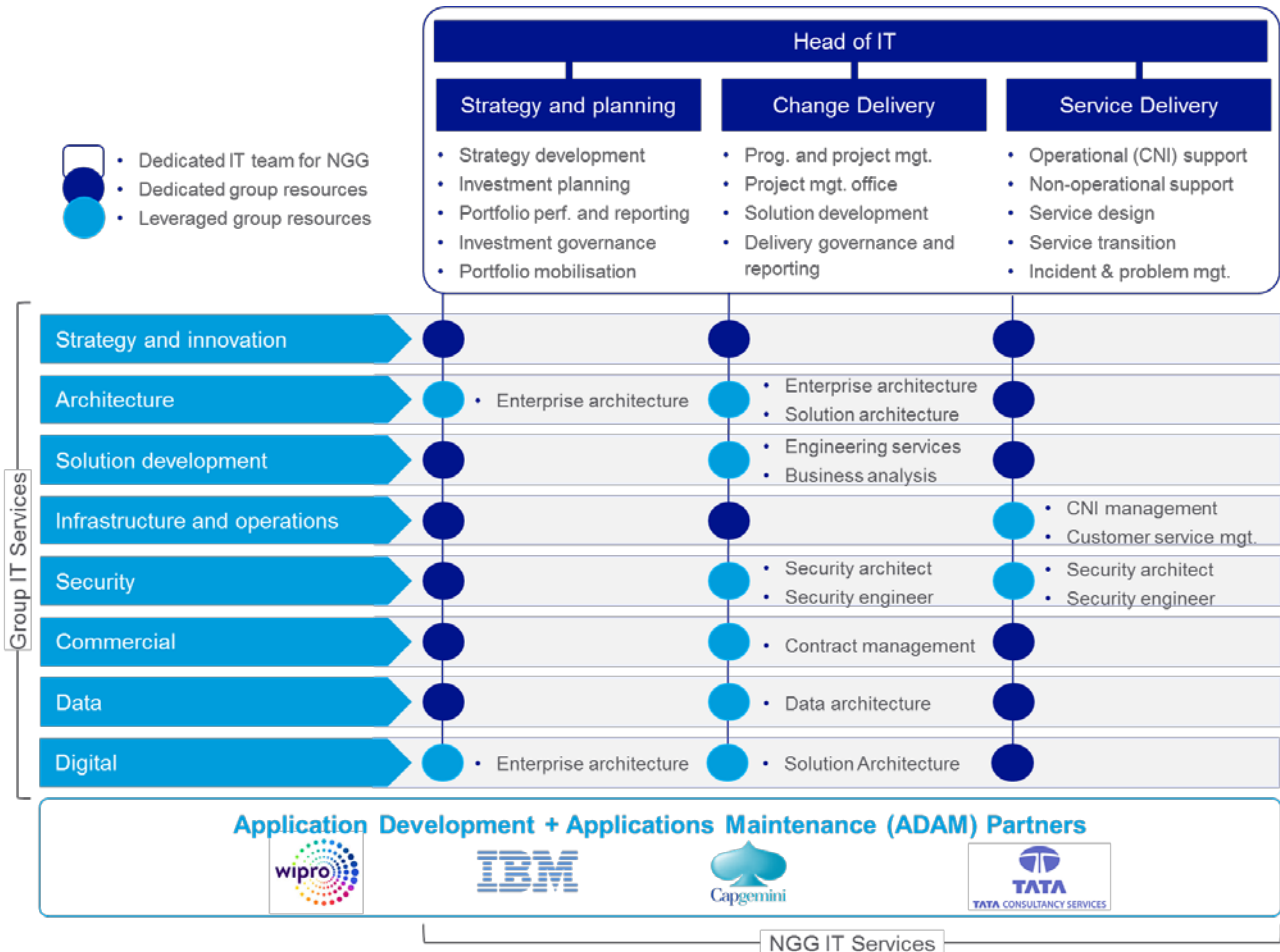 Head of IT
Strategy and planning
Change Delivery
Service Delivery
• Dedicated IT team for NGG
• Dedicated group resources
• Leveraged group resources
• Strategy development
• Investment planning
• Portfolio perf. and reporting
• Investment governance
• Portfolio mobilisation
• Prog. and project mgt.
• Project mgt. office
• Solution development
• Delivery governance and
reporting
• Operational (CNI) support
• Non-operational support
• Service design
• Service transition
• Incident & problem mgt.
Group IT Services
Strategy and innovation
Architecture
• Enterprise architecture
• Enterprise architecture
• Solution architecture
Solution development
• Engineering services
• Business analysis
Infrastructure and operations
• CNI management
• Customer service mgt.
Security
• Security architect
• Security engineer
• Security architect
• Security engineer
Commercial
• Contract management
Data
• Data architecture
Digital
• Enterprise architecture
• Solution Architecture
Application Development + Applications Maintenance (ADAM) Partners
wipro
IBM
Capgemini
TATA
TATA CONSULTANCY SERVICES
NGG IT Services